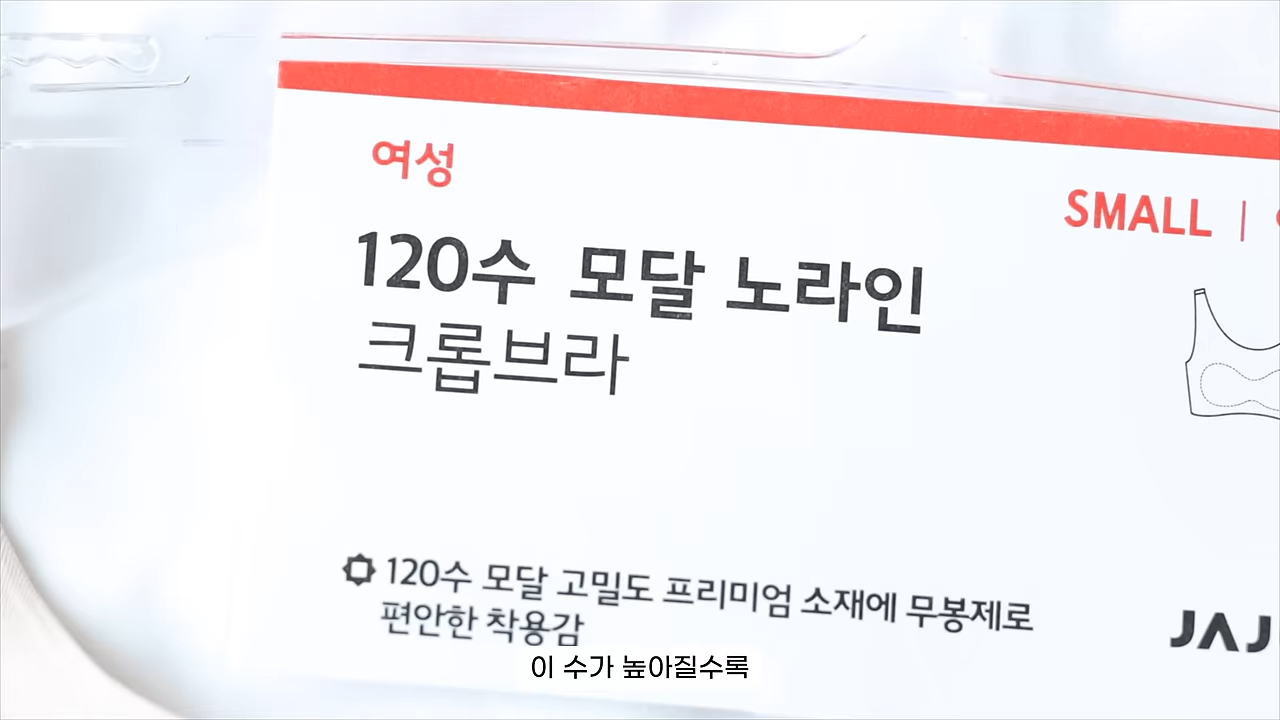 여성
SMALL |
120수 모달 노라인
크롭브라
120수 모달 고밀도 프리미엄 소재에 무봉제로
편안한 착용감
JAJ
이 수가 높아질수록